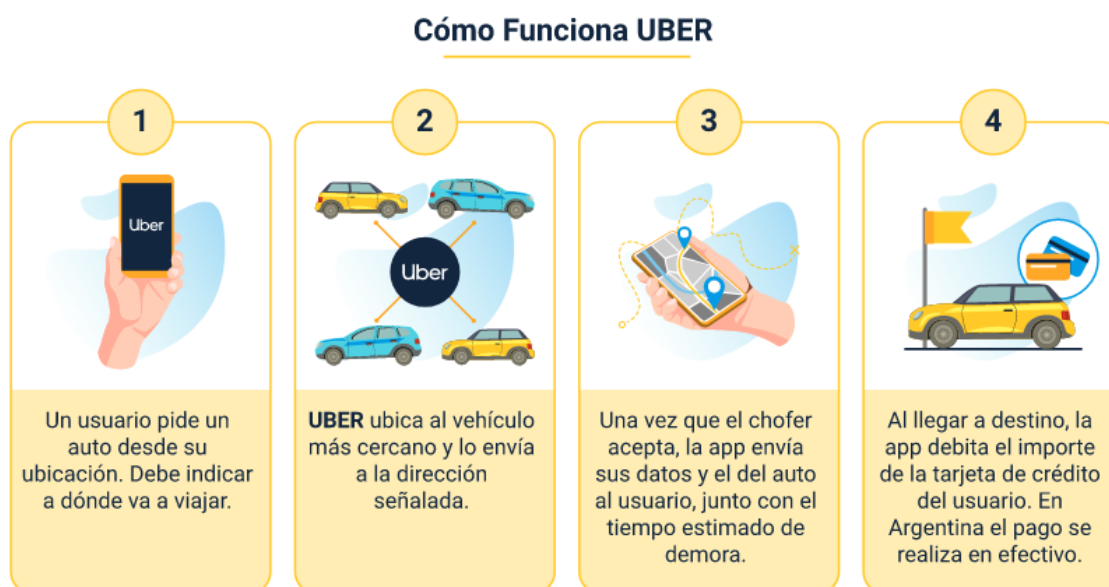 Cómo Funciona UBER
1
Uber
Un usuario pide un
auto desde su
ubicación. Debe indicar
a dónde va a viajar.
2
Uber
UBER ubica al vehículo
más cercano y lo envía
a la dirección
señalada.
3
Una vez que el chofer
acepta, la app envía
sus datos y el del auto
al usuario, junto con el
tiempo estimado de
demora.
4
Al llegar a destino, la
app debita el importe
de la tarjeta de crédito
del usuario. En
Argentina el pago se
realiza en efectivo.